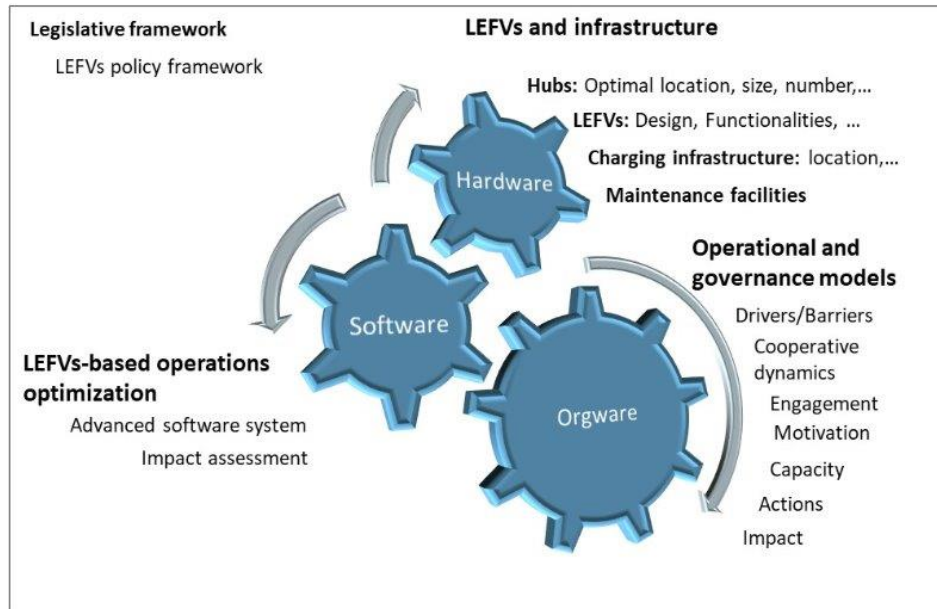 Legislative framework
LEFVs policy framework
LEFVs and infrastructure
Hubs: Optimal location, size, number,...
LEFVs: Design, Functionalities, ...
Charging infrastructure: location,...
Maintenance facilities
Hardware
Software
Orgware
LEFVs-based operations
optimization
Advanced software system
Impact assessment
Operational and
governance models
Drivers/Barriers
Cooperative
dynamics
Engagement
Motivation
Capacity
Actions
Impact